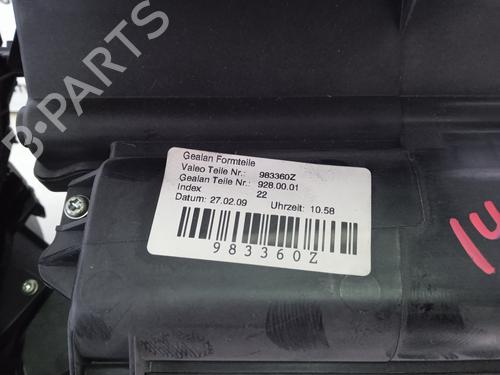 B-PARTS
Gealan Formteile
Valeo Teile Nr.: 983360Z
Gealan Teile Nr.: 928.00.01
Index 22
Datum: 27.02.09 Uhrzeit: 10.58
983360Z